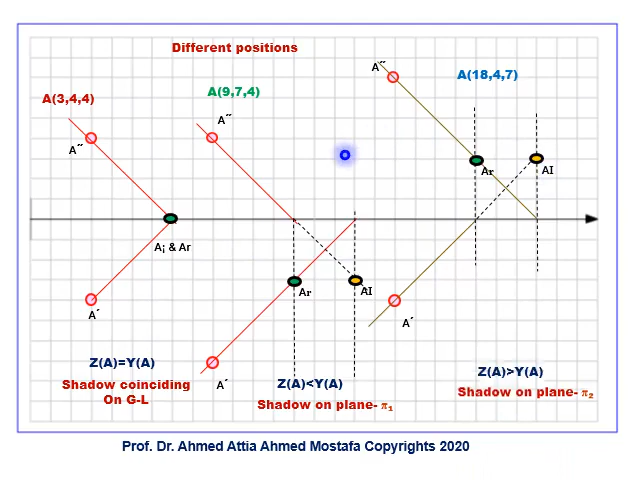 Different positions
A(3,4,4)
A(9,7,4)
A(18,4,7)
A˝
A˝
A˝
Ar
AI
A¡ & Ar
Ar
AI
A´
A´
A´
Z(A)=Y(A)
Shadow coinciding
On G-L
Z(A)<Y(A)
Shadow on plane- π₁
Z(A)>Y(A)
Shadow on plane- π₂
Prof. Dr. Ahmed Attia Ahmed Mostafa Copyrights 2020